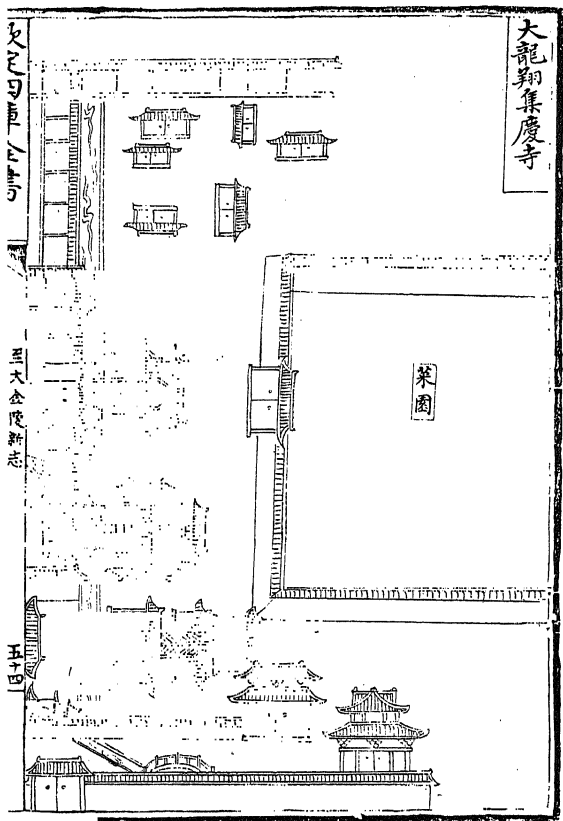 大龍翔集慶寺
菜園
欽定四庫全書
至大金陵新志
五十四